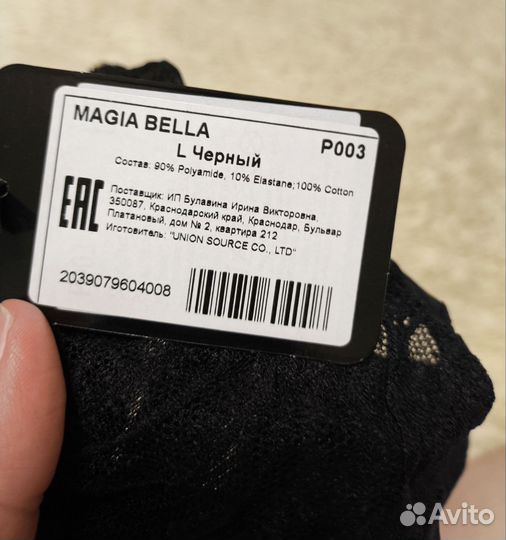 MAGIA BELLA P003
L Черный
Состав: 90% Polyamide, 10% Elastane;100% Cotton
EAC
Поставщик: ИП Булавина Ирина Викторовна,
350087, Краснодарский край, Краснодар, Бульвар
Платановый, дом № 2, квартира 212
Иготовитель: "UNION SOURCE CO., LTD"
2039079604008
Avito